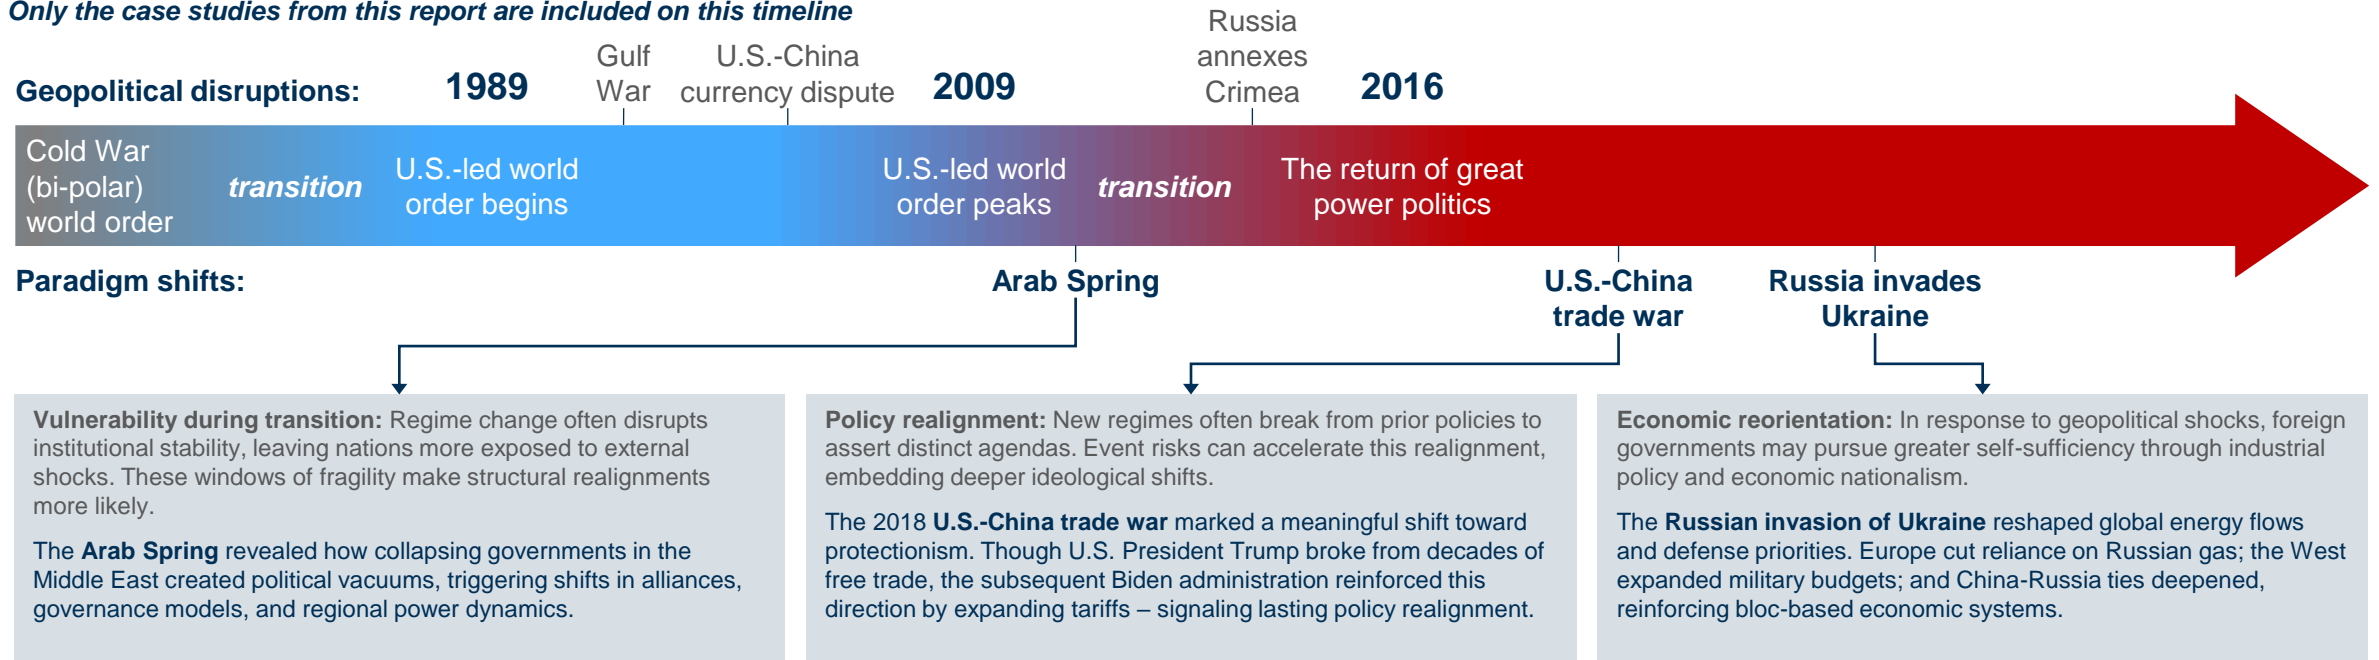 Only the case studies from this report are included on this timeline
Geopolitical disruptions:
1989
Gulf
War
U.S.-China
currency dispute
2009
Russia
annexes
Crimea
2016
Cold War
(bi-polar)
world order
transition
U.S.-led world
order begins
U.S.-led world
order peaks
transition
The return of great
power politics
Paradigm shifts:
Arab Spring
U.S.-China
trade war
Russia invades
Ukraine
Vulnerability during transition: Regime change often disrupts
institutional stability, leaving nations more exposed to external
shocks. These windows of fragility make structural realignments
more likely.
The Arab Spring revealed how collapsing governments in the
Middle East created political vacuums, triggering shifts in alliances,
governance models, and regional power dynamics.
Policy realignment: New regimes often break from prior policies to
assert distinct agendas. Event risks can accelerate this realignment,
embedding deeper ideological shifts.
The 2018 U.S.-China trade war marked a meaningful shift toward
protectionism. Though U.S. President Trump broke from decades of
free trade, the subsequent Biden administration reinforced this
direction by expanding tariffs – signaling lasting policy realignment.
Economic reorientation: In response to geopolitical shocks, foreign
governments may pursue greater self-sufficiency through industrial
policy and economic nationalism.
The Russian invasion of Ukraine reshaped global energy flows
and defense priorities. Europe cut reliance on Russian gas; the West
expanded military budgets; and China-Russia ties deepened,
reinforcing bloc-based economic systems.